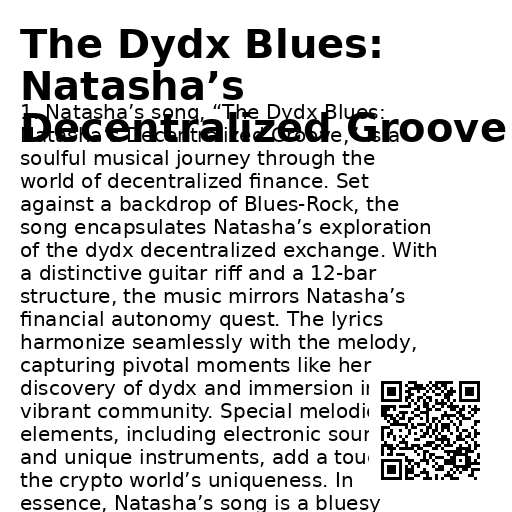 The Dydx Blues:
Natasha’s
Decentralized Groove
1. Natasha’s song, “The Dydx Blues:
Natasha’s Decentralized Groove,” is a
soulful musical journey through the
world of decentralized finance. Set
against a backdrop of Blues-Rock, the
song encapsulates Natasha’s exploration
of the dydx decentralized exchange. With
a distinctive guitar riff and a 12-bar
structure, the music mirrors Natasha’s
financial autonomy quest. The lyrics
harmonize seamlessly with the melody,
capturing pivotal moments like her
discovery of dydx and immersion
vibrant community. Special
elements, including electronic
and unique instruments, add a
the crypto world’s uniqueness. In
essence, Natasha’s song is a bluesy